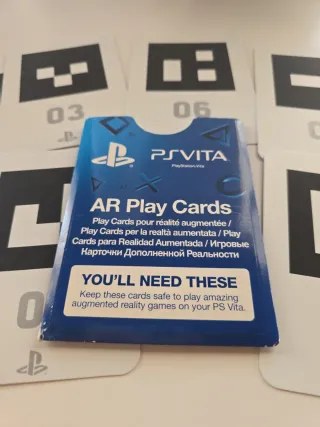 03
06
PSVITA
PlayStation®Vita
AR Play Cards
Play Cards pour réalité augmentée /
Play Cards per la realtà aumentata / Play
Cards para Realidad Aumentada / Игровые
Карточки Дополненной Реальности
YOU'LL NEED THESE
Keep these cards safe to play amazing
augmented reality games on your PS Vita.